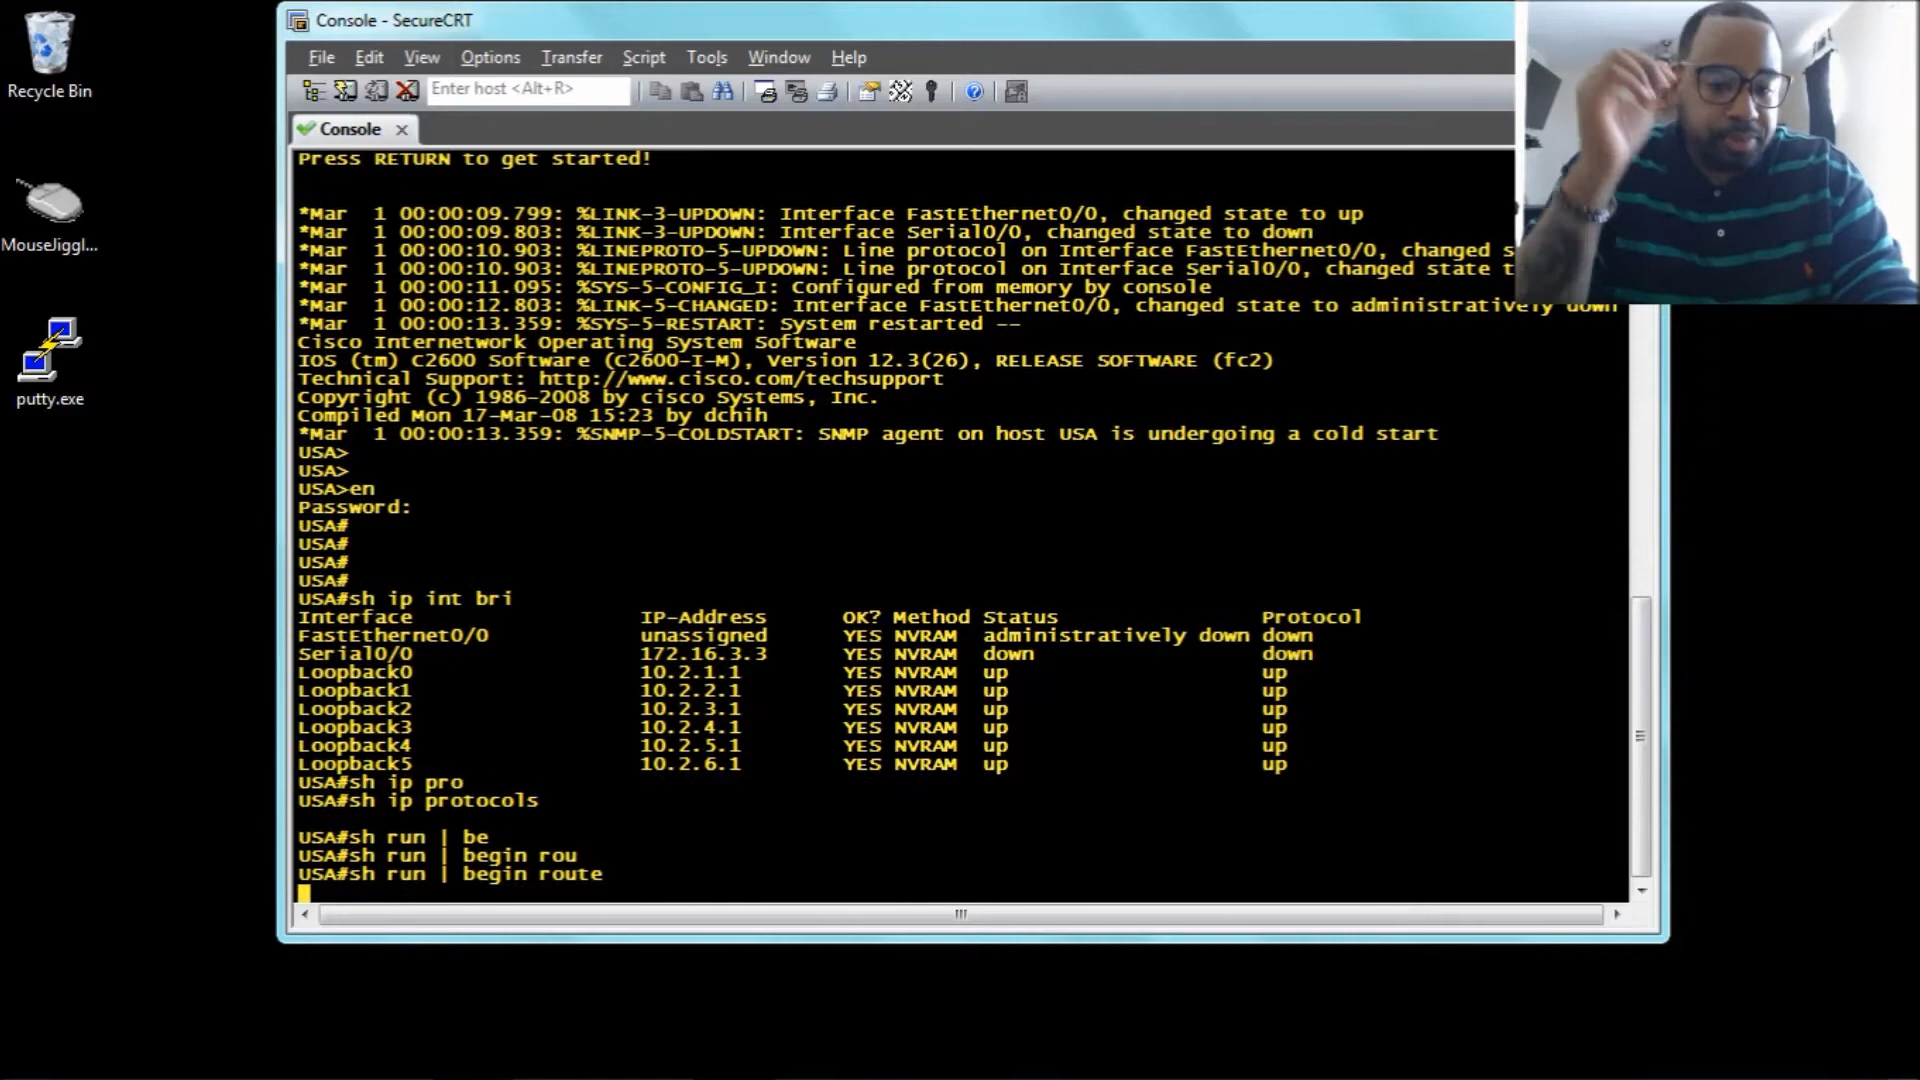 Recycle Bin
MouseJiggl...
putty.exe
Console - SecureCRT
File Edit View Options Transfer Script Tools Window Help
Enter host <Alt+R>
Console
Press RETURN to get started!
*Mar  1 00:00:09.799: %LINK-3-UPDOWN: Interface FastEthernet0/0, changed state to up
*Mar  1 00:00:09.803: %LINK-3-UPDOWN: Interface Serial0/0, changed state to down
*Mar  1 00:00:10.903: %LINEPROTO-5-UPDOWN: Line protocol on Interface FastEthernet0/0, changed s
*Mar  1 00:00:10.903: %LINEPROTO-5-UPDOWN: Line protocol on Interface Serial0/0, changed state t
*Mar  1 00:00:11.095: %SYS-5-CONFIG_I: Configured from memory by console
*Mar  1 00:00:12.803: %LINK-5-CHANGED: Interface FastEthernet0/0, changed state to administratively down
*Mar  1 00:00:13.359: %SYS-5-RESTART: System restarted --
Cisco Internetwork Operating System Software
IOS (tm) C2600 Software (C2600-I-M), Version 12.3(26), RELEASE SOFTWARE (fc2)
Technical Support: http://www.cisco.com/techsupport
Copyright (c) 1986-2008 by cisco Systems, Inc.
Compiled Mon 17-Mar-08 15:23 by dchih
*Mar  1 00:00:13.359: %SNMP-5-COLDSTART: SNMP agent on host USA is undergoing a cold start
USA>
USA>
USA>en
Password:
USA#
USA#
USA#
USA#
USA#sh ip int bri
Interface IP-Address OK? Method Status Protocol
FastEthernet0/0 unassigned YES NVRAM administratively down down
Serial0/0 172.16.3.3 YES NVRAM down down
Loopback0 10.2.1.1 YES NVRAM up up
Loopback1 10.2.2.1 YES NVRAM up up
Loopback2 10.2.3.1 YES NVRAM up up
Loopback3 10.2.4.1 YES NVRAM up up
Loopback4 10.2.5.1 YES NVRAM up up
Loopback5 10.2.6.1 YES NVRAM up up
USA#sh ip pro
USA#sh ip protocols
USA#sh run | be
USA#sh run | begin rou
USA#sh run | begin route